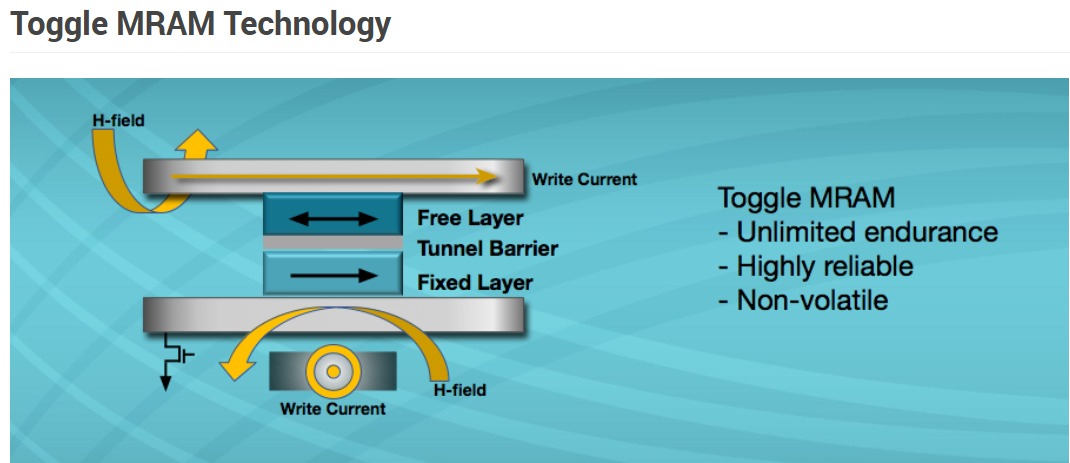 Toggle MRAM Technology
H-field
Write Current
Free Layer
Tunnel Barrier
Fixed Layer
H-field
Write Current
Toggle MRAM
- Unlimited endurance
- Highly reliable
- Non-volatile